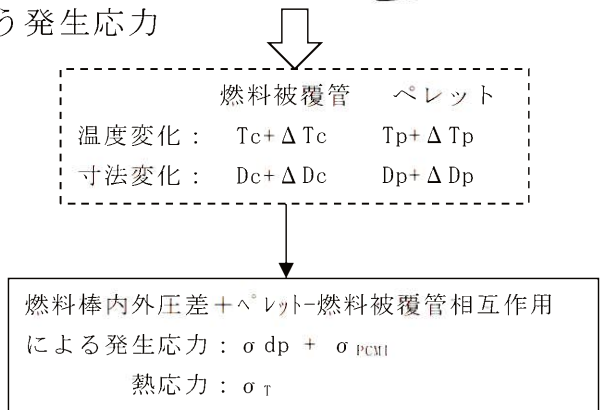 う発生応力
燃料被覆管 ペレット
温度変化： Tc+ΔTc Tp+ΔTp
寸法変化： Dc+ΔDc Dp+ΔDp
燃料棒内外圧差＋ﾍﾟﾚｯﾄ-燃料被覆管相互作用
による発生応力：σdp + σPCMI
熱応力：σT